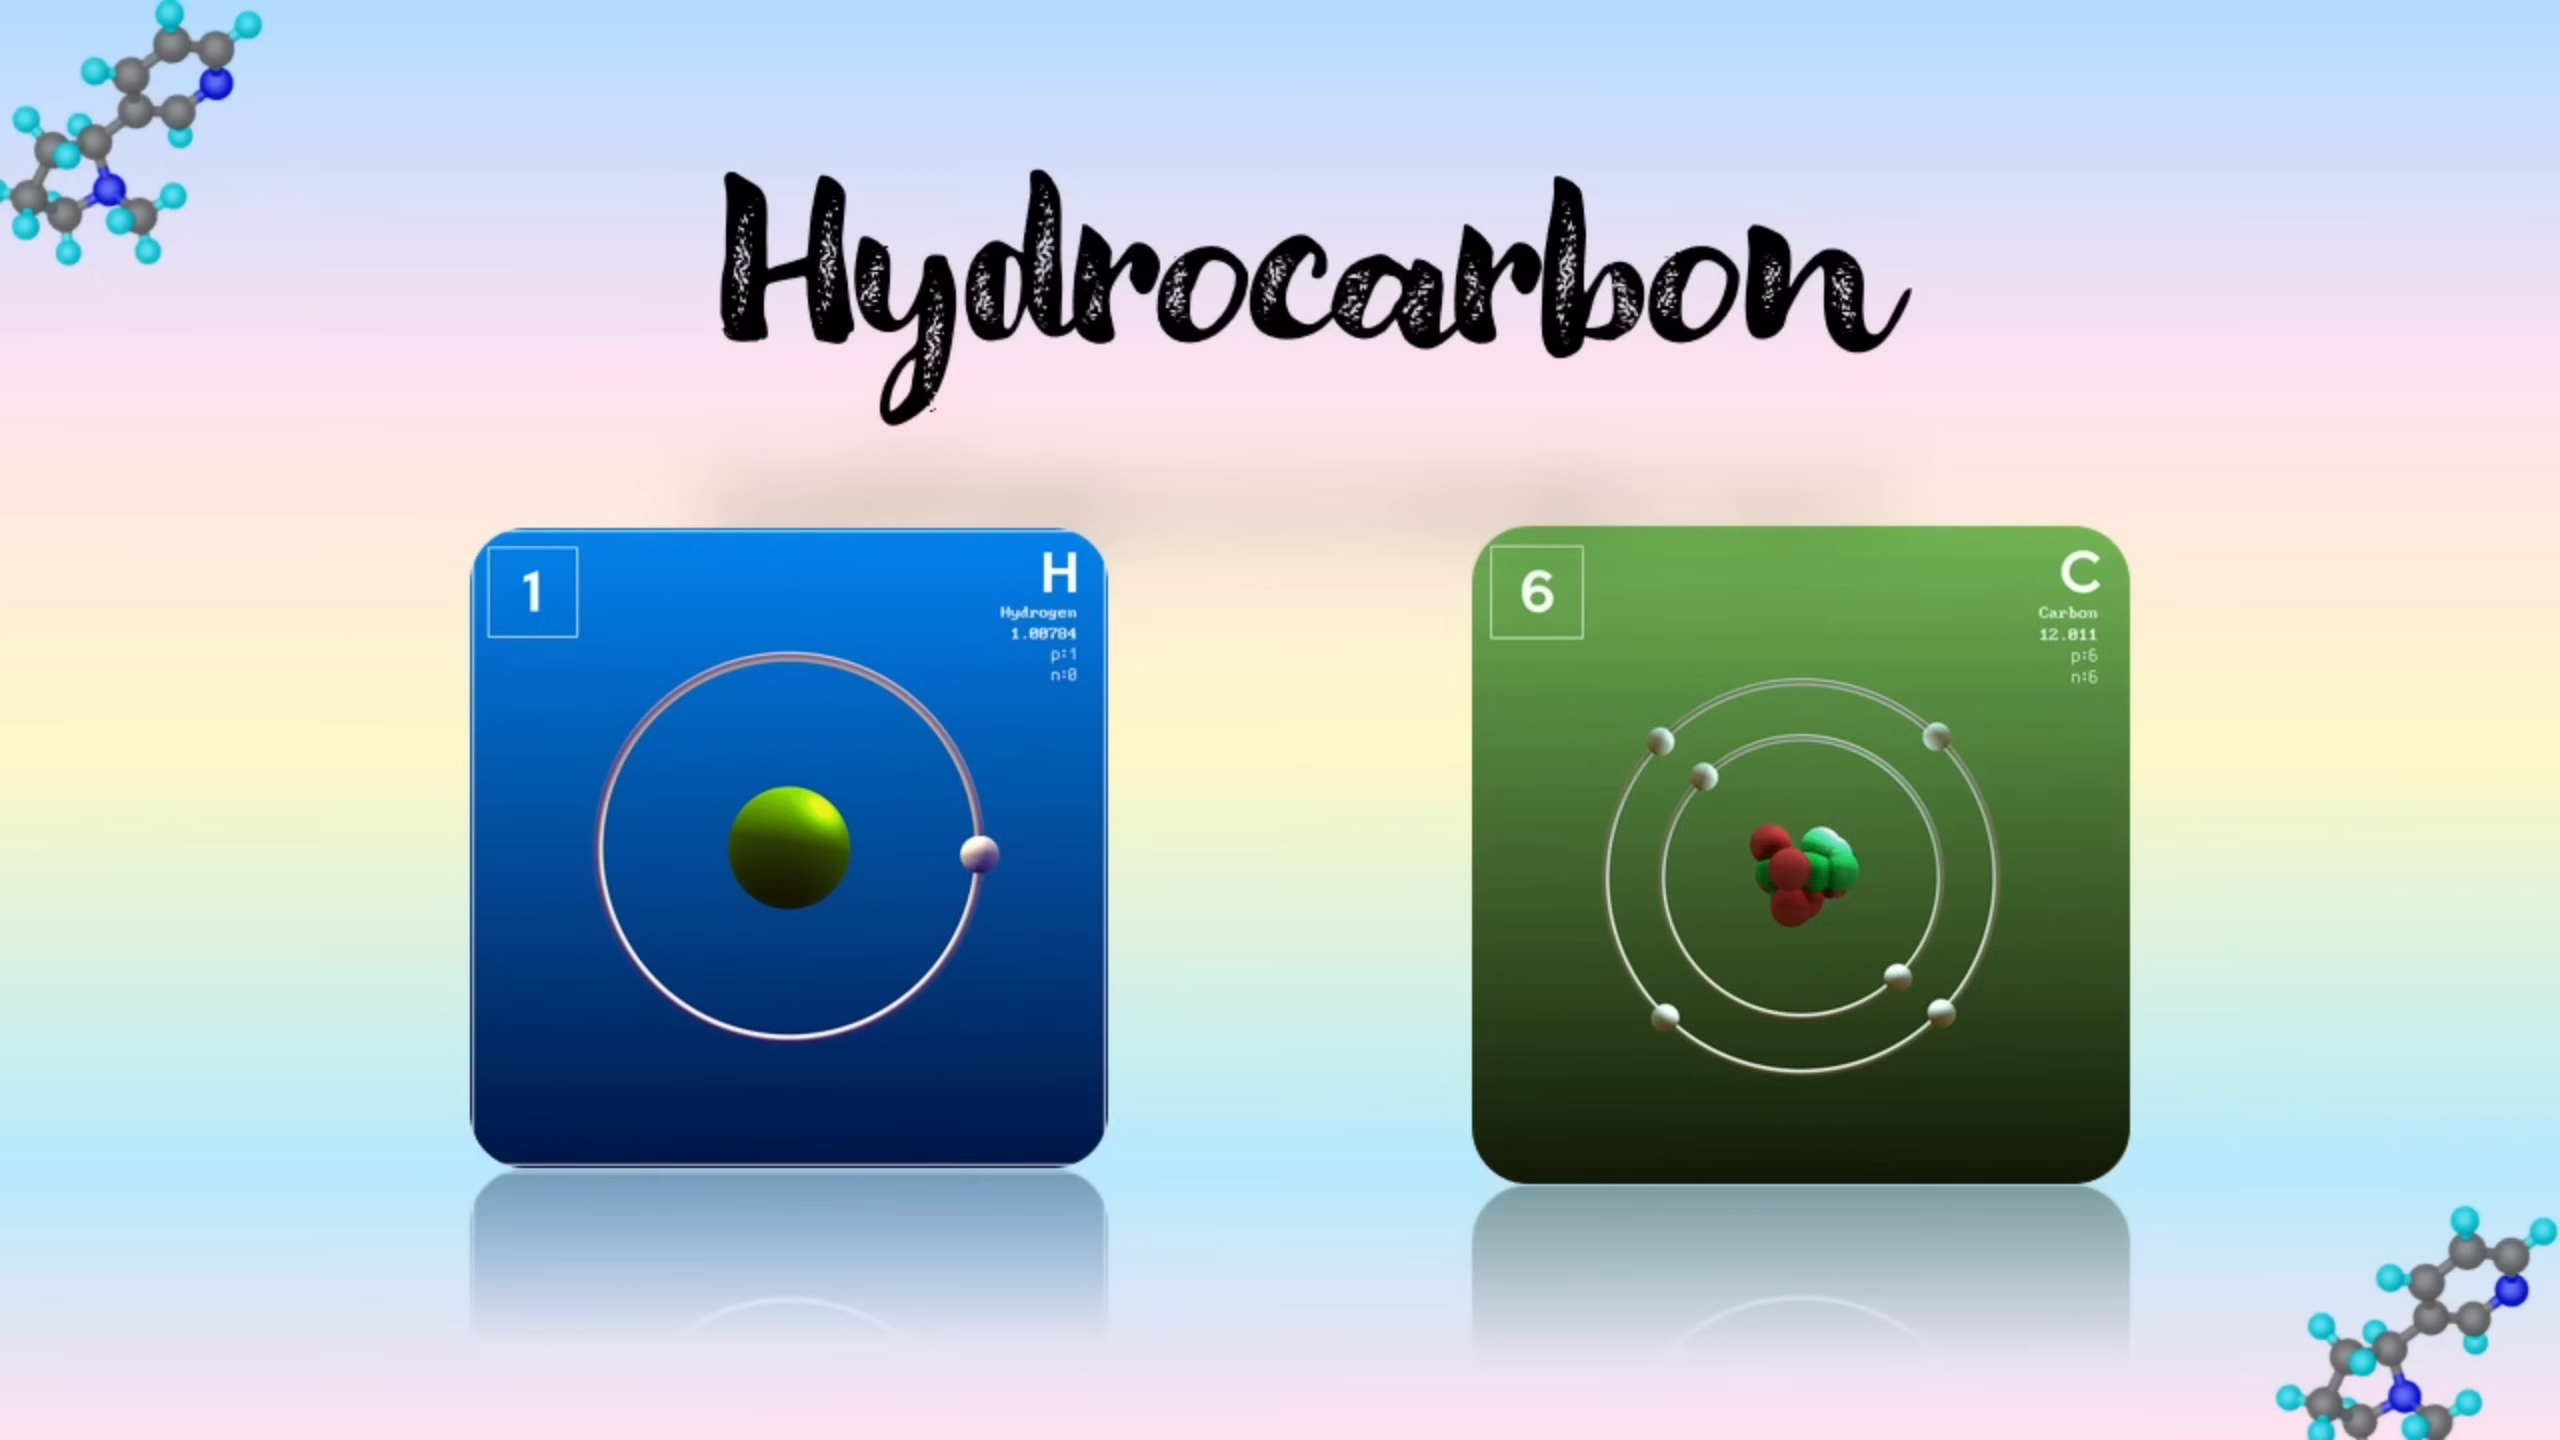 Hydrocarbon
1
H
Hydrogen
1.00784
p:1
n:0
6
C
Carbon
12.011
p:6
n:6